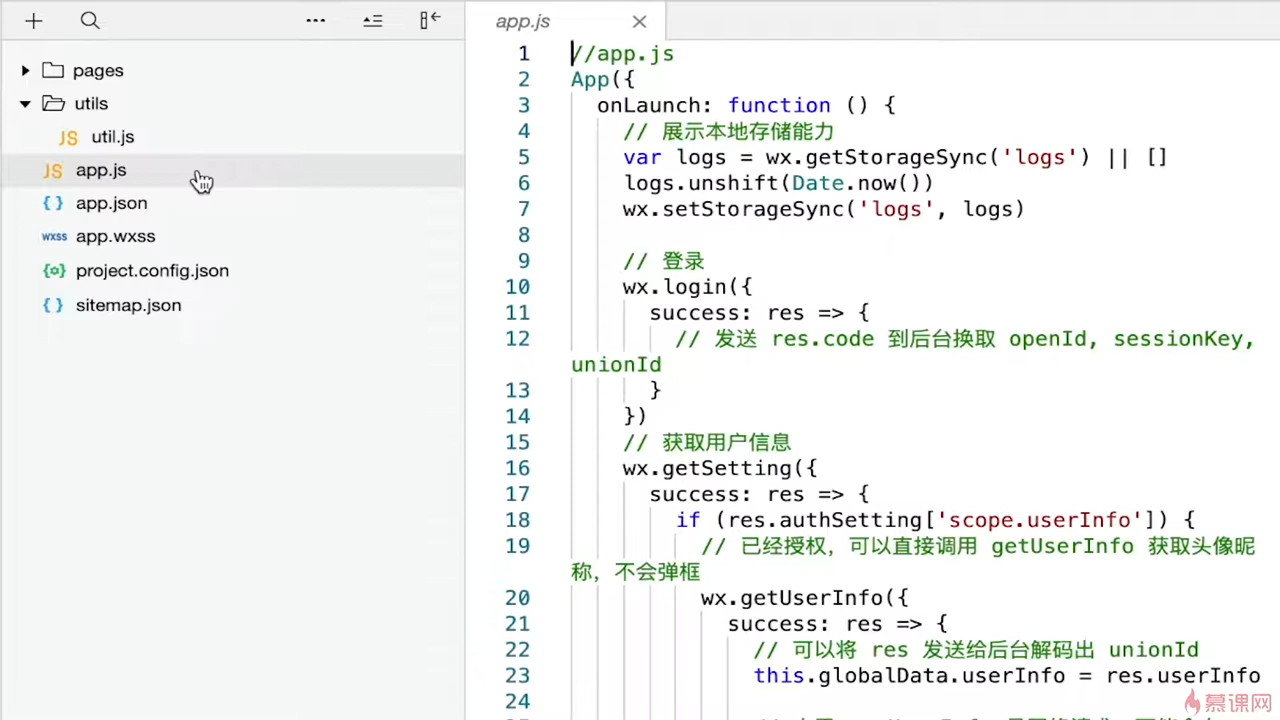 pages
utils
JS util.js
JS app.js
{ } app.json
wxss app.wxss
{o} project.config.json
{ } sitemap.json
app.js
1 //app.js
2 App({
3 onLaunch: function () {
4 // 展示本地存储能力
5 var logs = wx.getStorageSync('logs') || []
6 logs.unshift(Date.now())
7 wx.setStorageSync('logs', logs)
8
9 // 登录
10 wx.login({
11 success: res => {
12 // 发送 res.code 到后台换取 openId, sessionKey,
unionId
13 }
14 })
15 // 获取用户信息
16 wx.getSetting({
17 success: res => {
18 if (res.authSetting['scope.userInfo']) {
19 // 已经授权，可以直接调用 getUserInfo 获取头像昵
称，不会弹框
20 wx.getUserInfo({
21 success: res => {
22 // 可以将 res 发送给后台解码出 unionId
23 this.globalData.userInfo = res.userInfo
24
慕课网